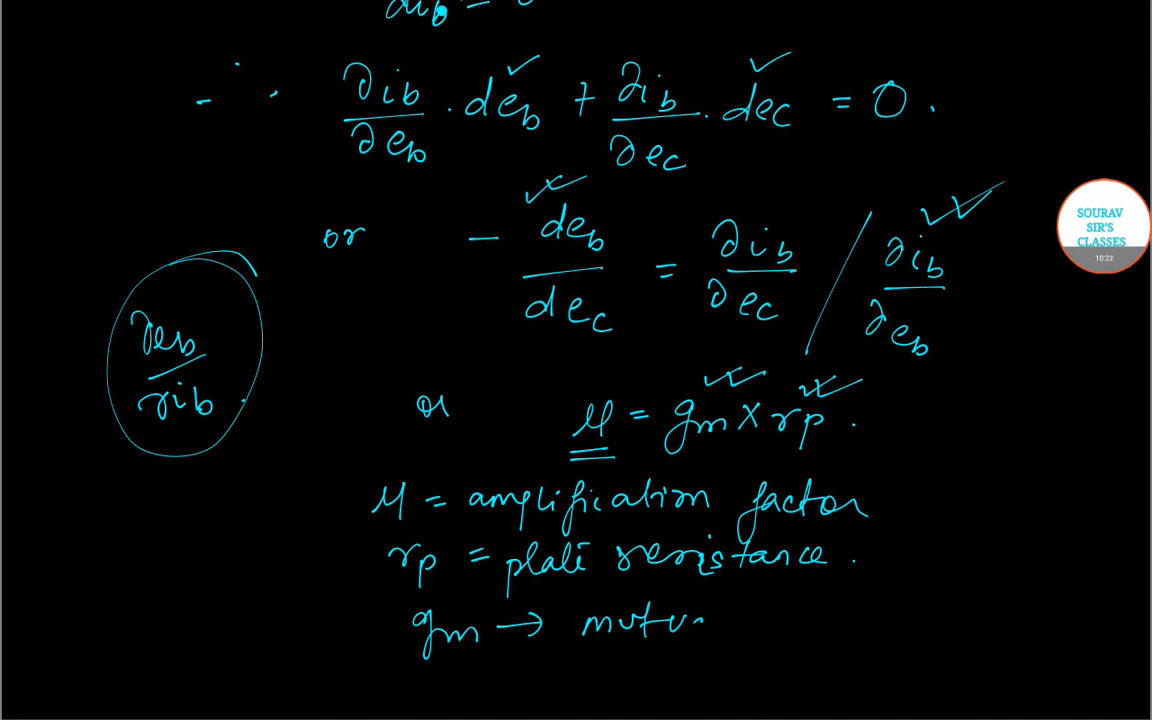 ∴ ∂ib/∂eb . deb + ∂ib/∂ec . dec = 0 .
or - deb/dec = ∂ib/∂ec / ∂ib/∂eb
∂eb/∂ib .
or μ = gm × rp .
μ = amplification factor
rp = plate resistance .
gm → mutu
SOURAV
SIR'S
CLASSES
10:22